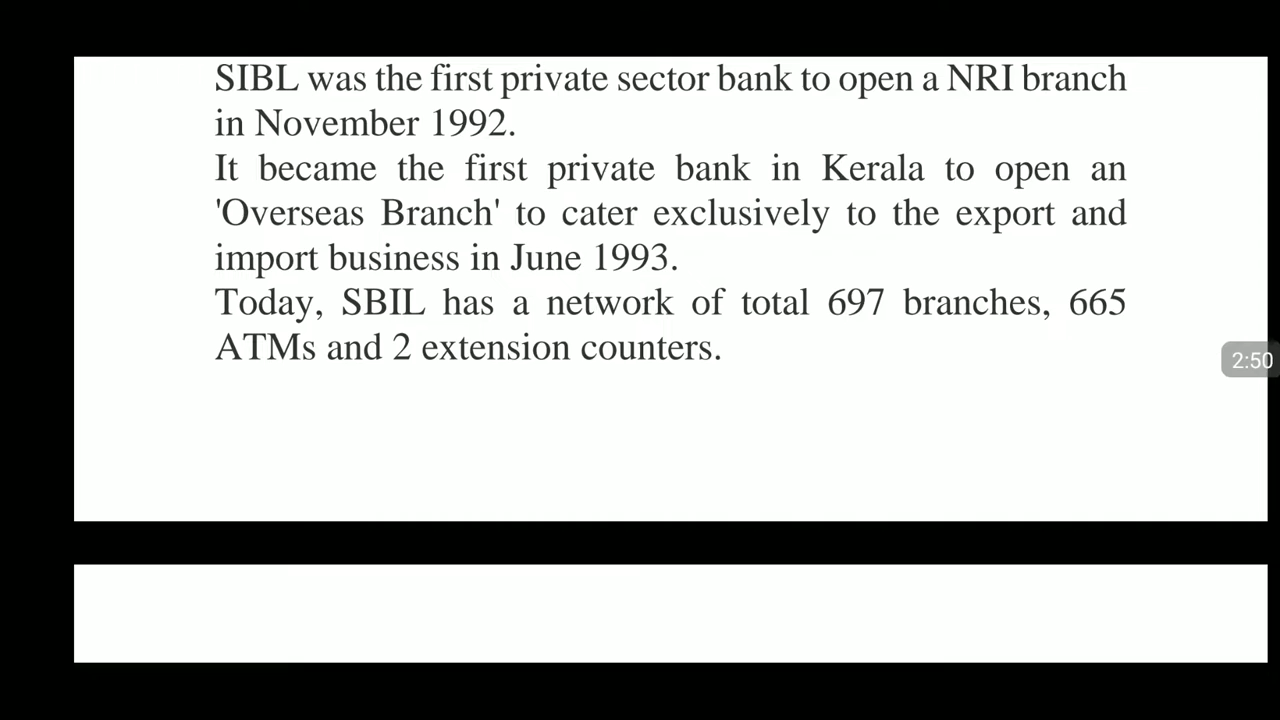 SIBL was the first private sector bank to open a NRI branch
in November 1992.
It became the first private bank in Kerala to open an
'Overseas Branch' to cater exclusively to the export and
import business in June 1993.
Today, SBIL has a network of total 697 branches, 665
ATMs and 2 extension counters.
2:50